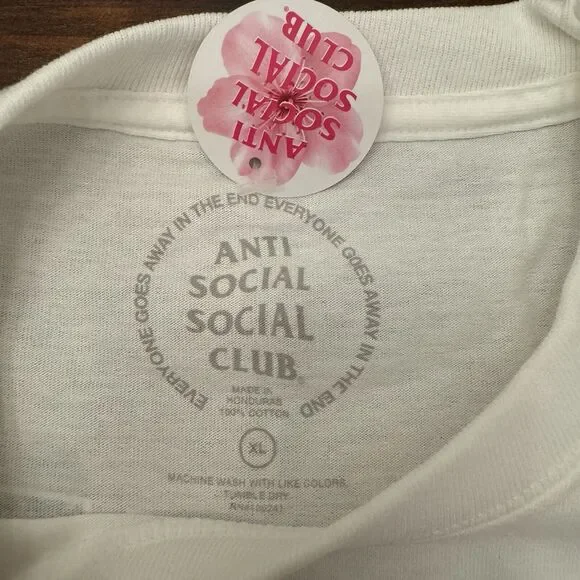 ANTI
SOCIAL
SOCIAL
CLUB.
EVERYONE GOES AWAY IN THE END EVERYONE GOES AWAY IN THE END
ANTI
SOCIAL
SOCIAL
CLUB.
MADE IN
HONDURAS
100% COTTON
XL
MACHINE WASH WITH LIKE COLORS.
TUMBLE DRY.